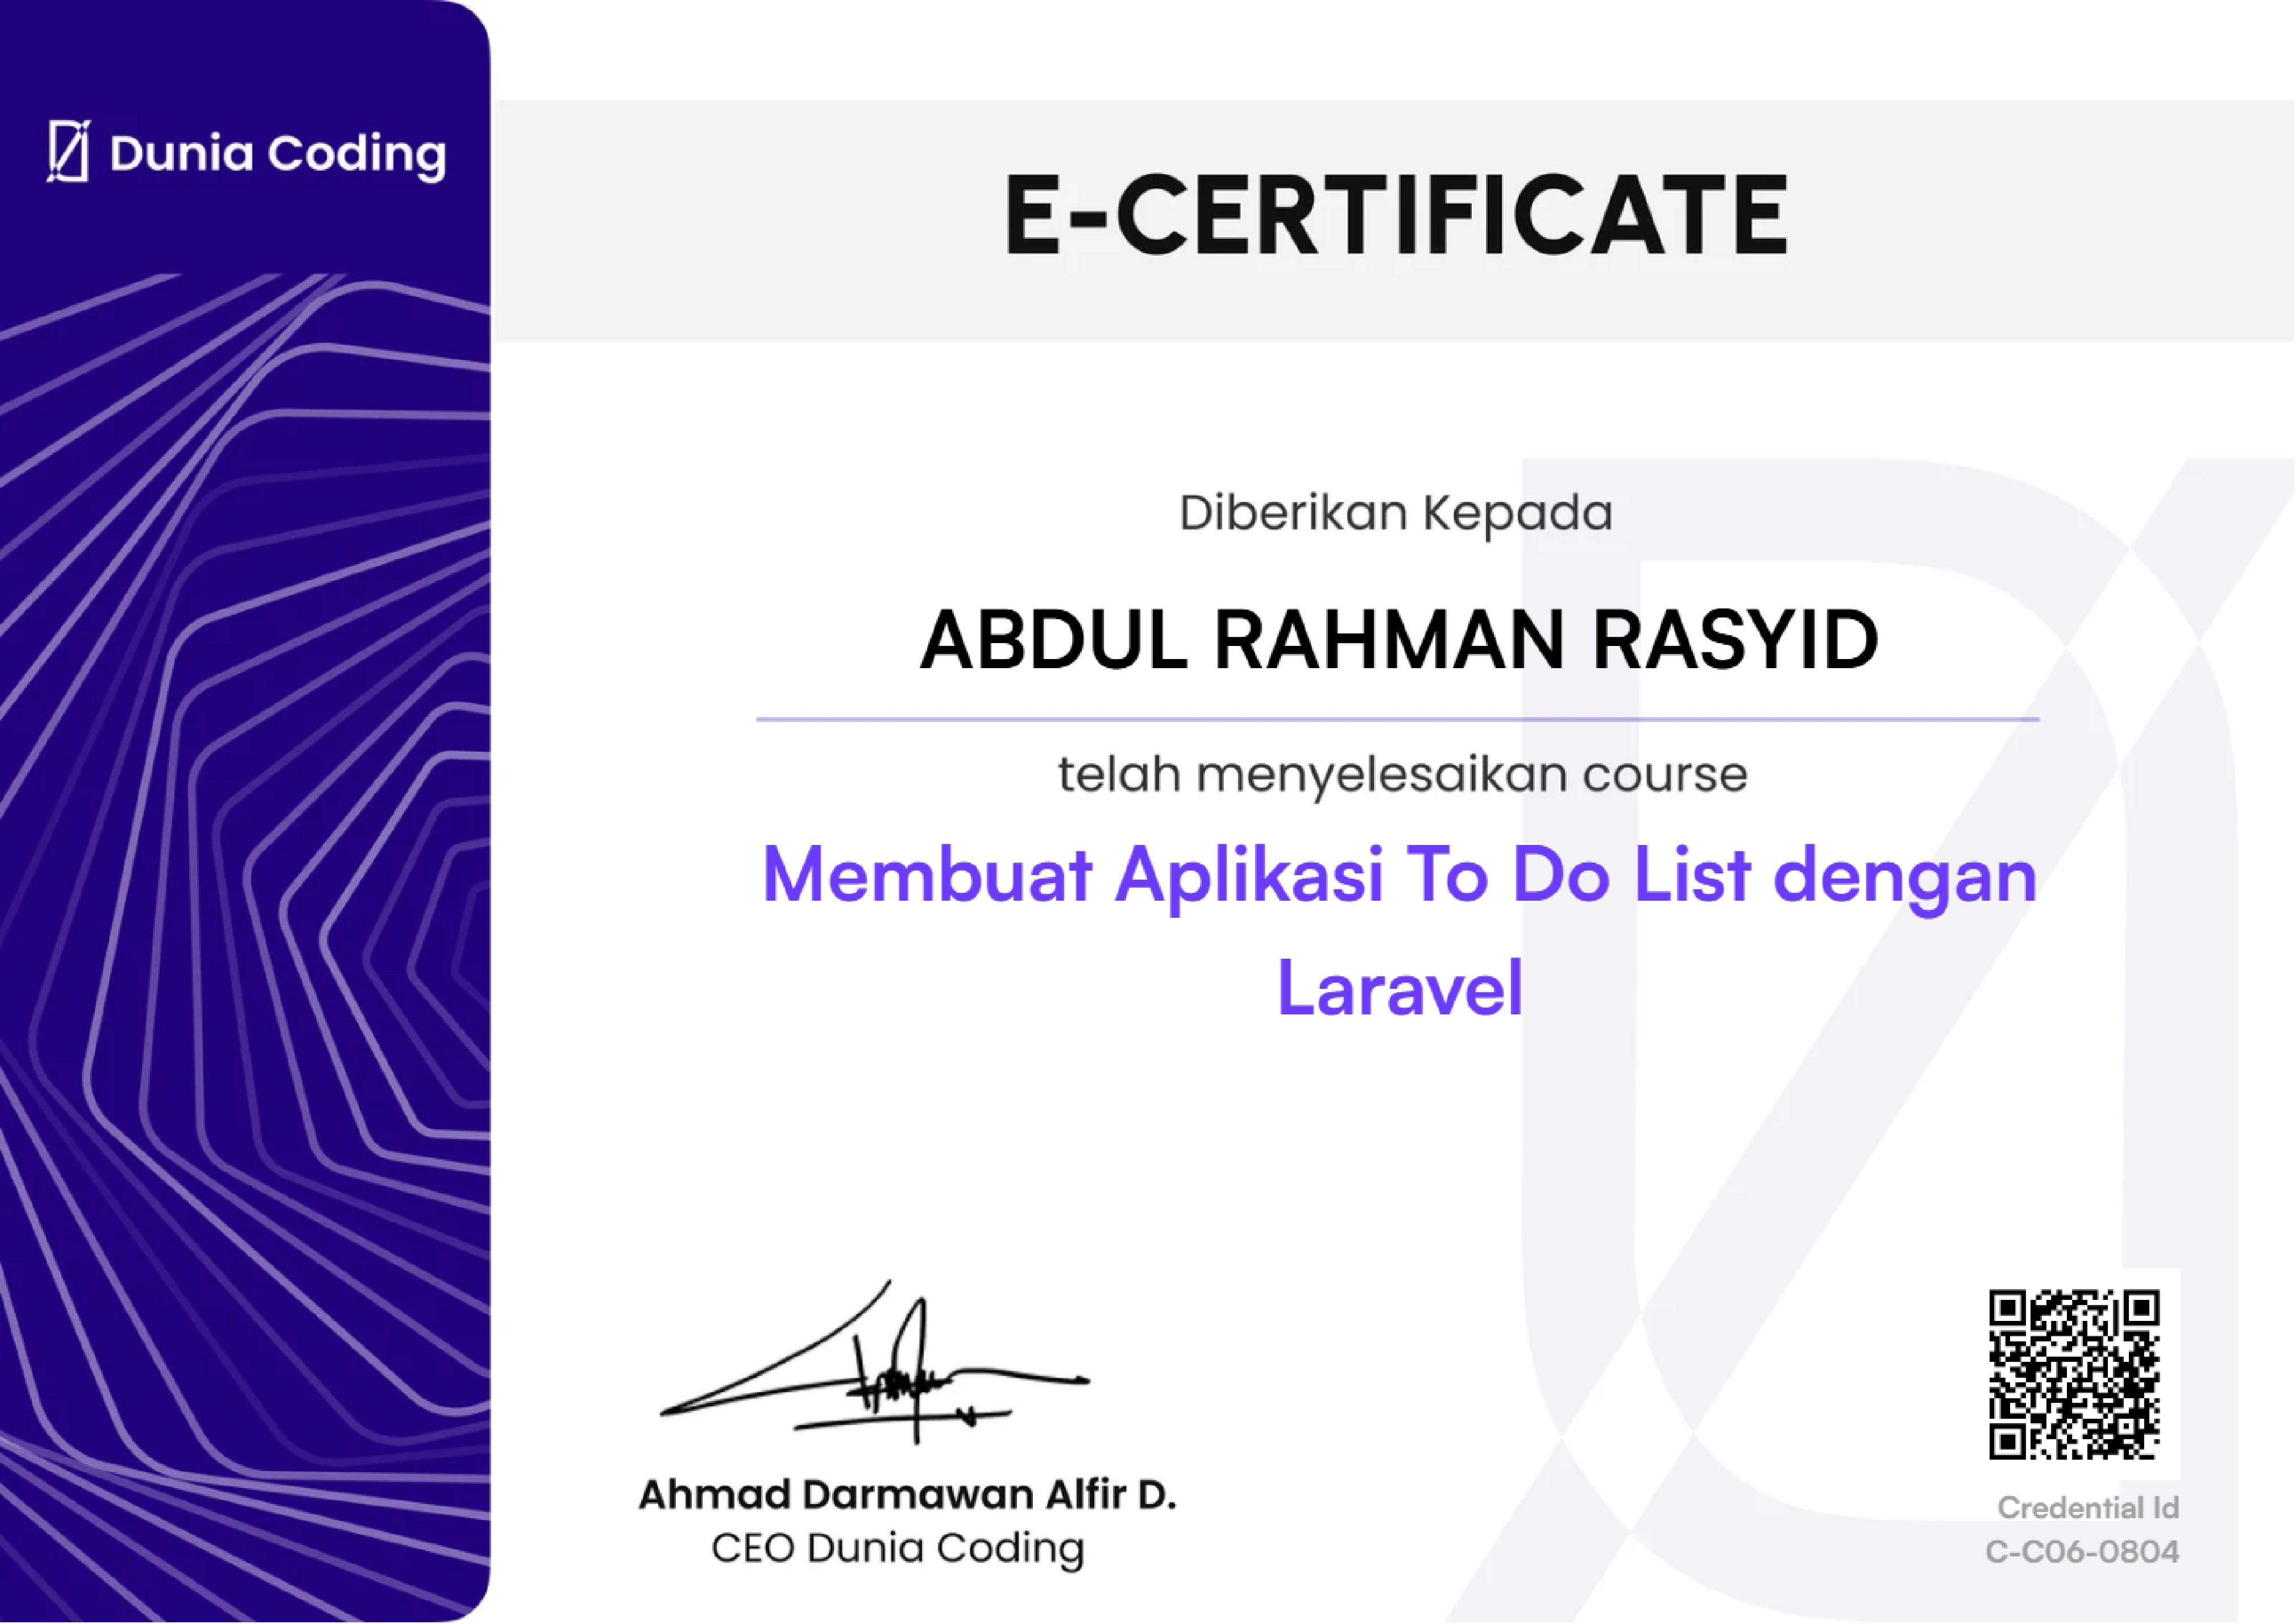 Dunia Coding
E-CERTIFICATE
Diberikan Kepada
ABDUL RAHMAN RASYID
telah menyelesaikan course
Membuat Aplikasi To Do List dengan
Laravel
Ahmad Darmawan Alfir D.
CEO Dunia Coding
Credential Id
C-C06-0804